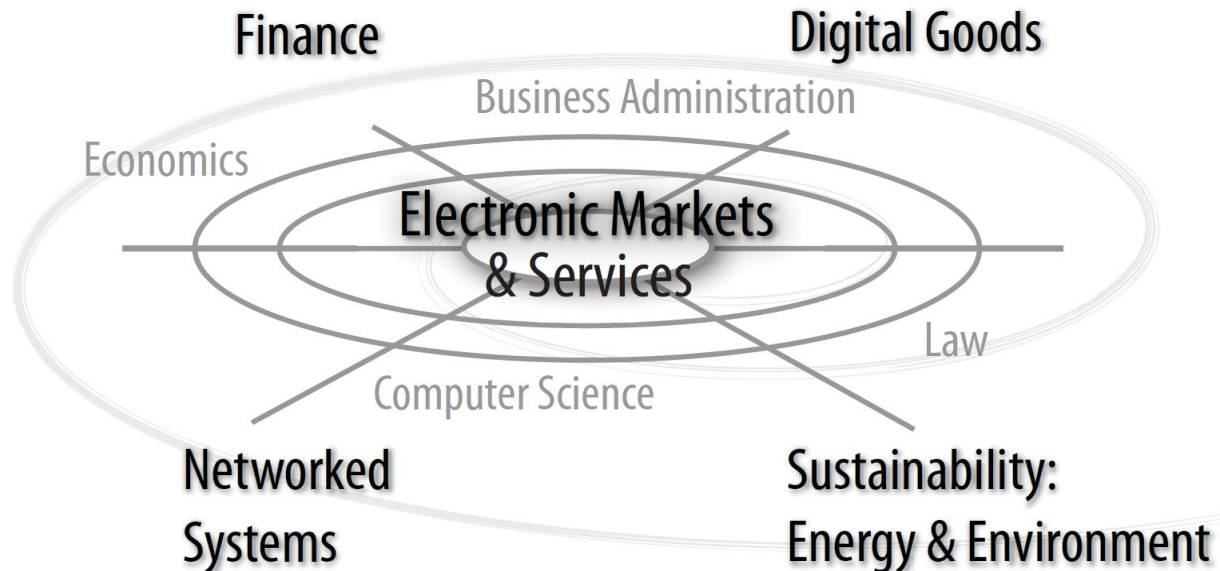 Finance
Digital Goods
Business Administration
Economics
Electronic Markets
& Services
Law
Computer Science
Networked
Systems
Sustainability:
Energy & Environment